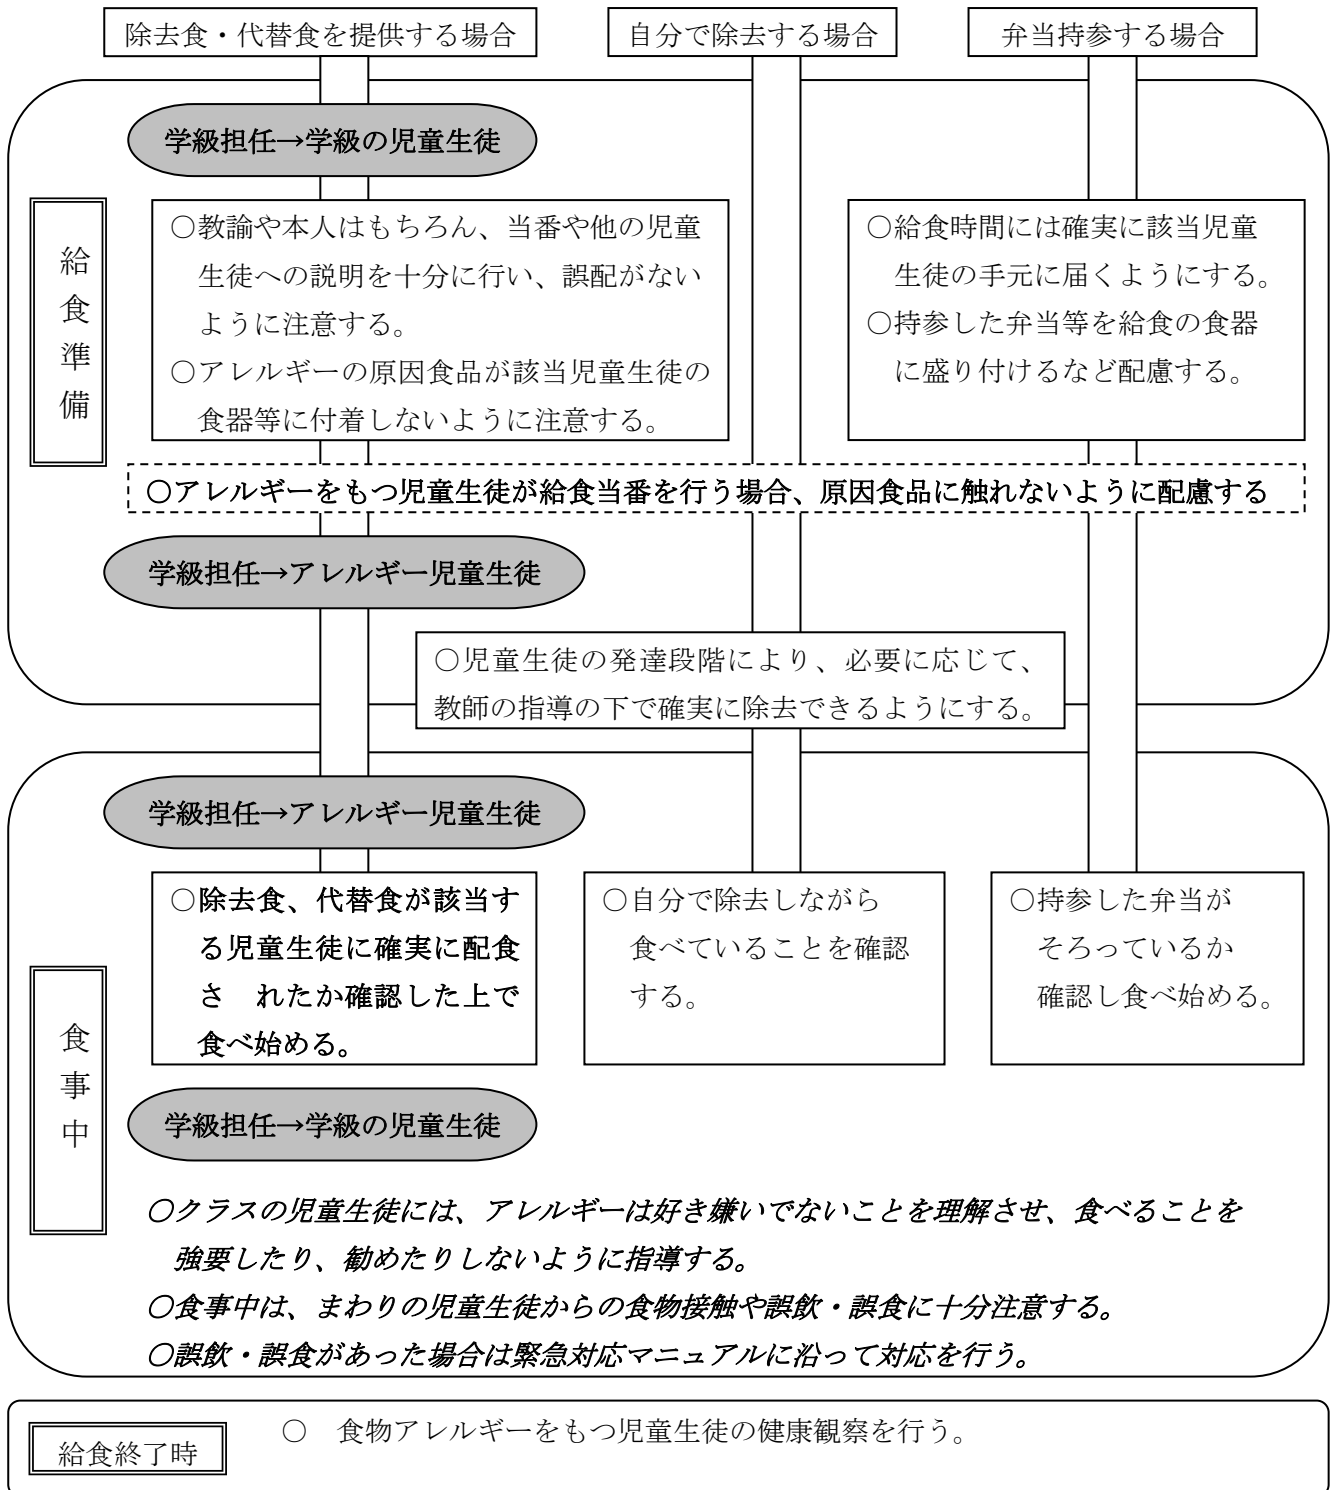 除去食・代替食を提供する場合
自分で除去する場合
弁当持参する場合
学級担任→学級の児童生徒
給食準備
○教諭や本人はもちろん、当番や他の児童
生徒への説明を十分に行い、誤配がない
ように注意する。
○アレルギーの原因食品が該当児童生徒の
食器等に付着しないように注意する。
○給食時間には確実に該当児童
生徒の手元に届くようにする。
○持参した弁当等を給食の食器
に盛り付けるなど配慮する。
○アレルギーをもつ児童生徒が給食当番を行う場合、原因食品に触れないように配慮する
学級担任→アレルギー児童生徒
○児童生徒の発達段階により、必要に応じて、
教師の指導の下で確実に除去できるようにする。
学級担任→アレルギー児童生徒
食事中
○除去食、代替食が該当す
る児童生徒に確実に配食
さ　れたか確認した上で
食べ始める。
○自分で除去しながら
食べていることを確認
する。
○持参した弁当が
そろっているか
確認し食べ始める。
学級担任→学級の児童生徒
○クラスの児童生徒には、アレルギーは好き嫌いでないことを理解させ、食べることを
強要したり、勧めたりしないように指導する。
○食事中は、まわりの児童生徒からの食物接触や誤飲・誤食に十分注意する。
○誤飲・誤食があった場合は緊急対応マニュアルに沿って対応を行う。
給食終了時
○　食物アレルギーをもつ児童生徒の健康観察を行う。